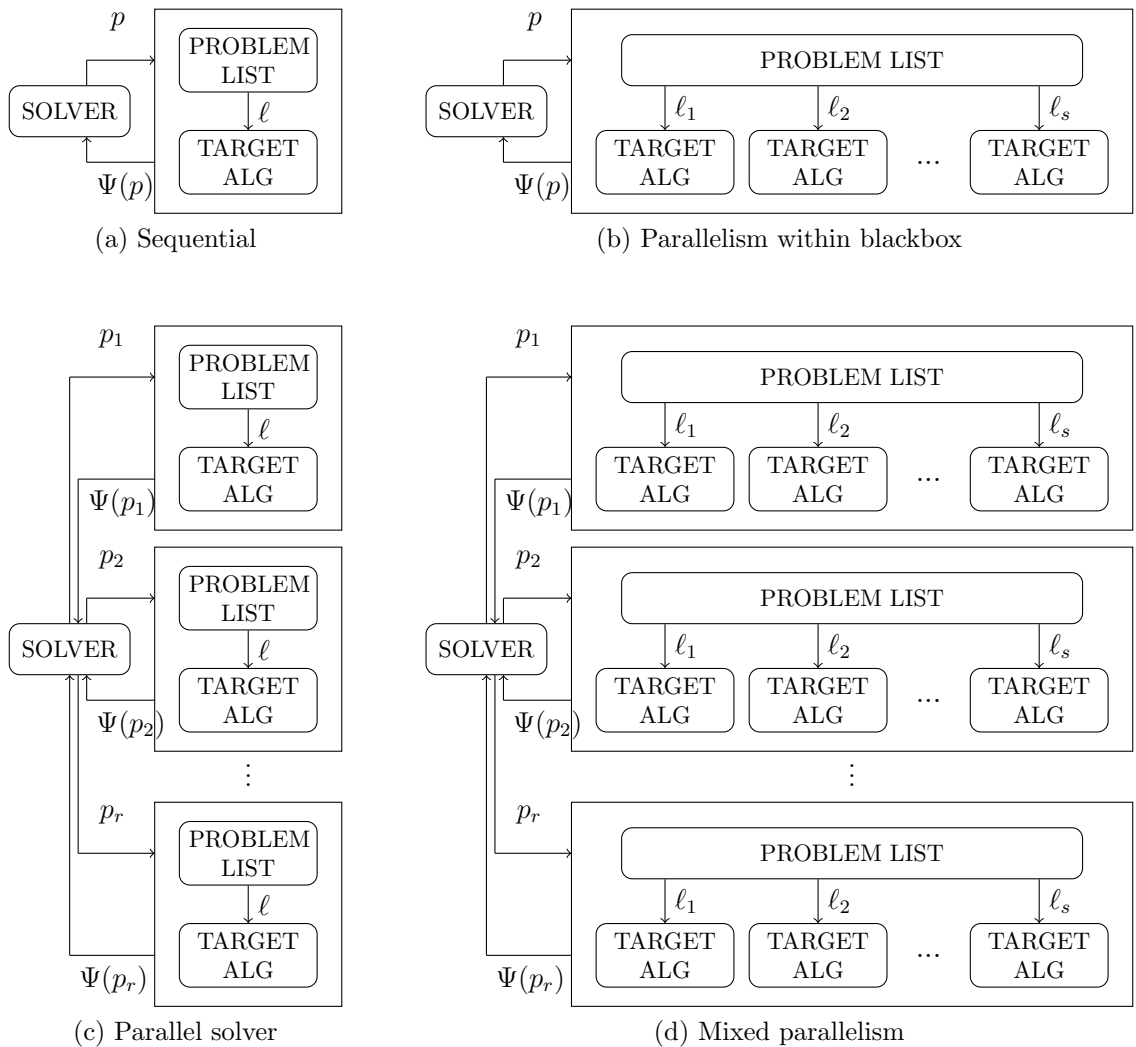 p
PROBLEM
LIST
SOLVER
ℓ
TARGET
ALG
Ψ(p)
(a) Sequential
p
PROBLEM LIST
SOLVER
ℓ₁ ℓ₂ ℓₛ
TARGET TARGET ... TARGET
ALG ALG ALG
Ψ(p)
(b) Parallelism within blackbox
p₁
PROBLEM
LIST
ℓ
TARGET
ALG
Ψ(p₁)
p₂
PROBLEM
LIST
SOLVER
ℓ
TARGET
ALG
Ψ(p₂)
⋮
pᵣ
PROBLEM
LIST
ℓ
TARGET
ALG
Ψ(pᵣ)
(c) Parallel solver
p₁
PROBLEM LIST
ℓ₁ ℓ₂ ℓₛ
TARGET TARGET ... TARGET
ALG ALG ALG
Ψ(p₁)
p₂
PROBLEM LIST
SOLVER
ℓ₁ ℓ₂ ℓₛ
TARGET TARGET ... TARGET
ALG ALG ALG
Ψ(p₂)
⋮
pᵣ
PROBLEM LIST
ℓ₁ ℓ₂ ℓₛ
TARGET TARGET ... TARGET
ALG ALG ALG
Ψ(pᵣ)
(d) Mixed parallelism